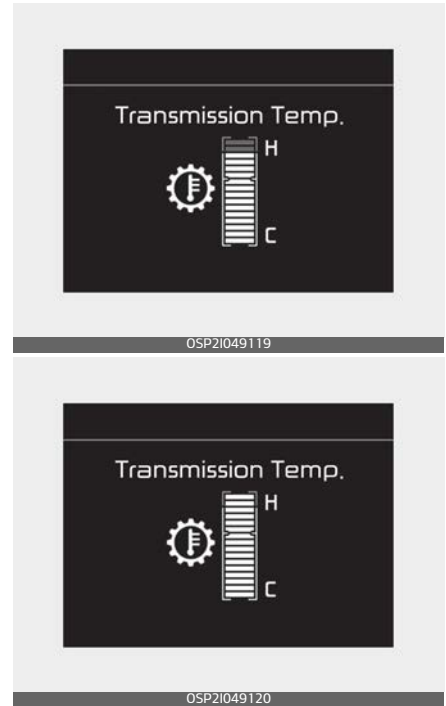 Transmission Temp.
H
C
OSP2I049119
Transmission Temp.
H
C
OSP2I049120